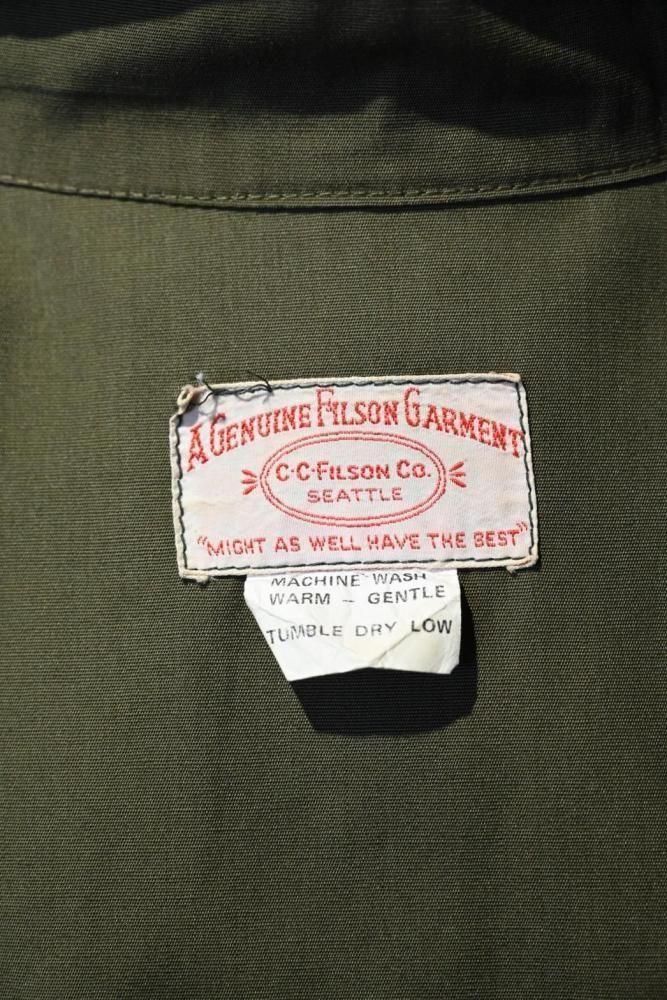 A GENUINE FILSON GARMENT
C·C·FILSON CO.
SEATTLE
"MIGHT AS WELL HAVE THE BEST"
MACHINE WASH
WARM - GENTLE
TUMBLE DRY LOW